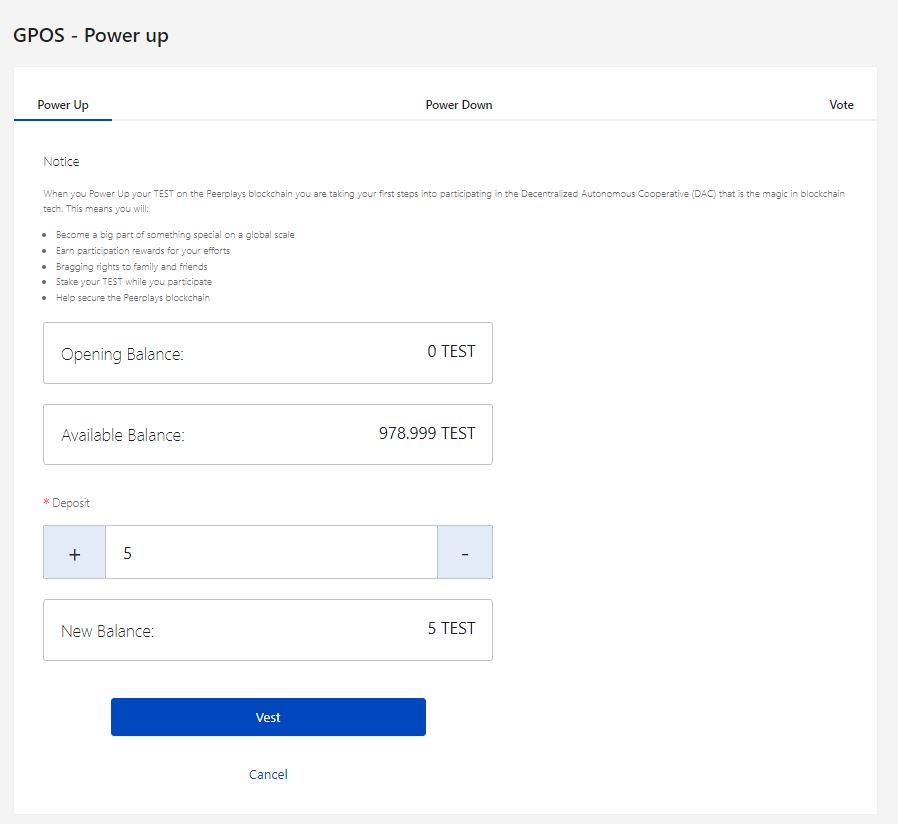 GPOS - Power up
Power Up
Power Down
Vote
Notice
When you Power Up your TEST on the Peerplays blockchain you are taking your first steps into participating in the Decentralized Autonomous Cooperative (DAC) that is the magic in blockchain
tech. This means you will:
Become a big part of something special on a global scale
Earn participation rewards for your efforts
Bragging rights to family and friends
Stake your TEST while you participate
Help secure the Peerplays blockchain
Opening Balance: 0 TEST
Available Balance: 978.999 TEST
* Deposit
+ 5 -
New Balance: 5 TEST
Vest
Cancel